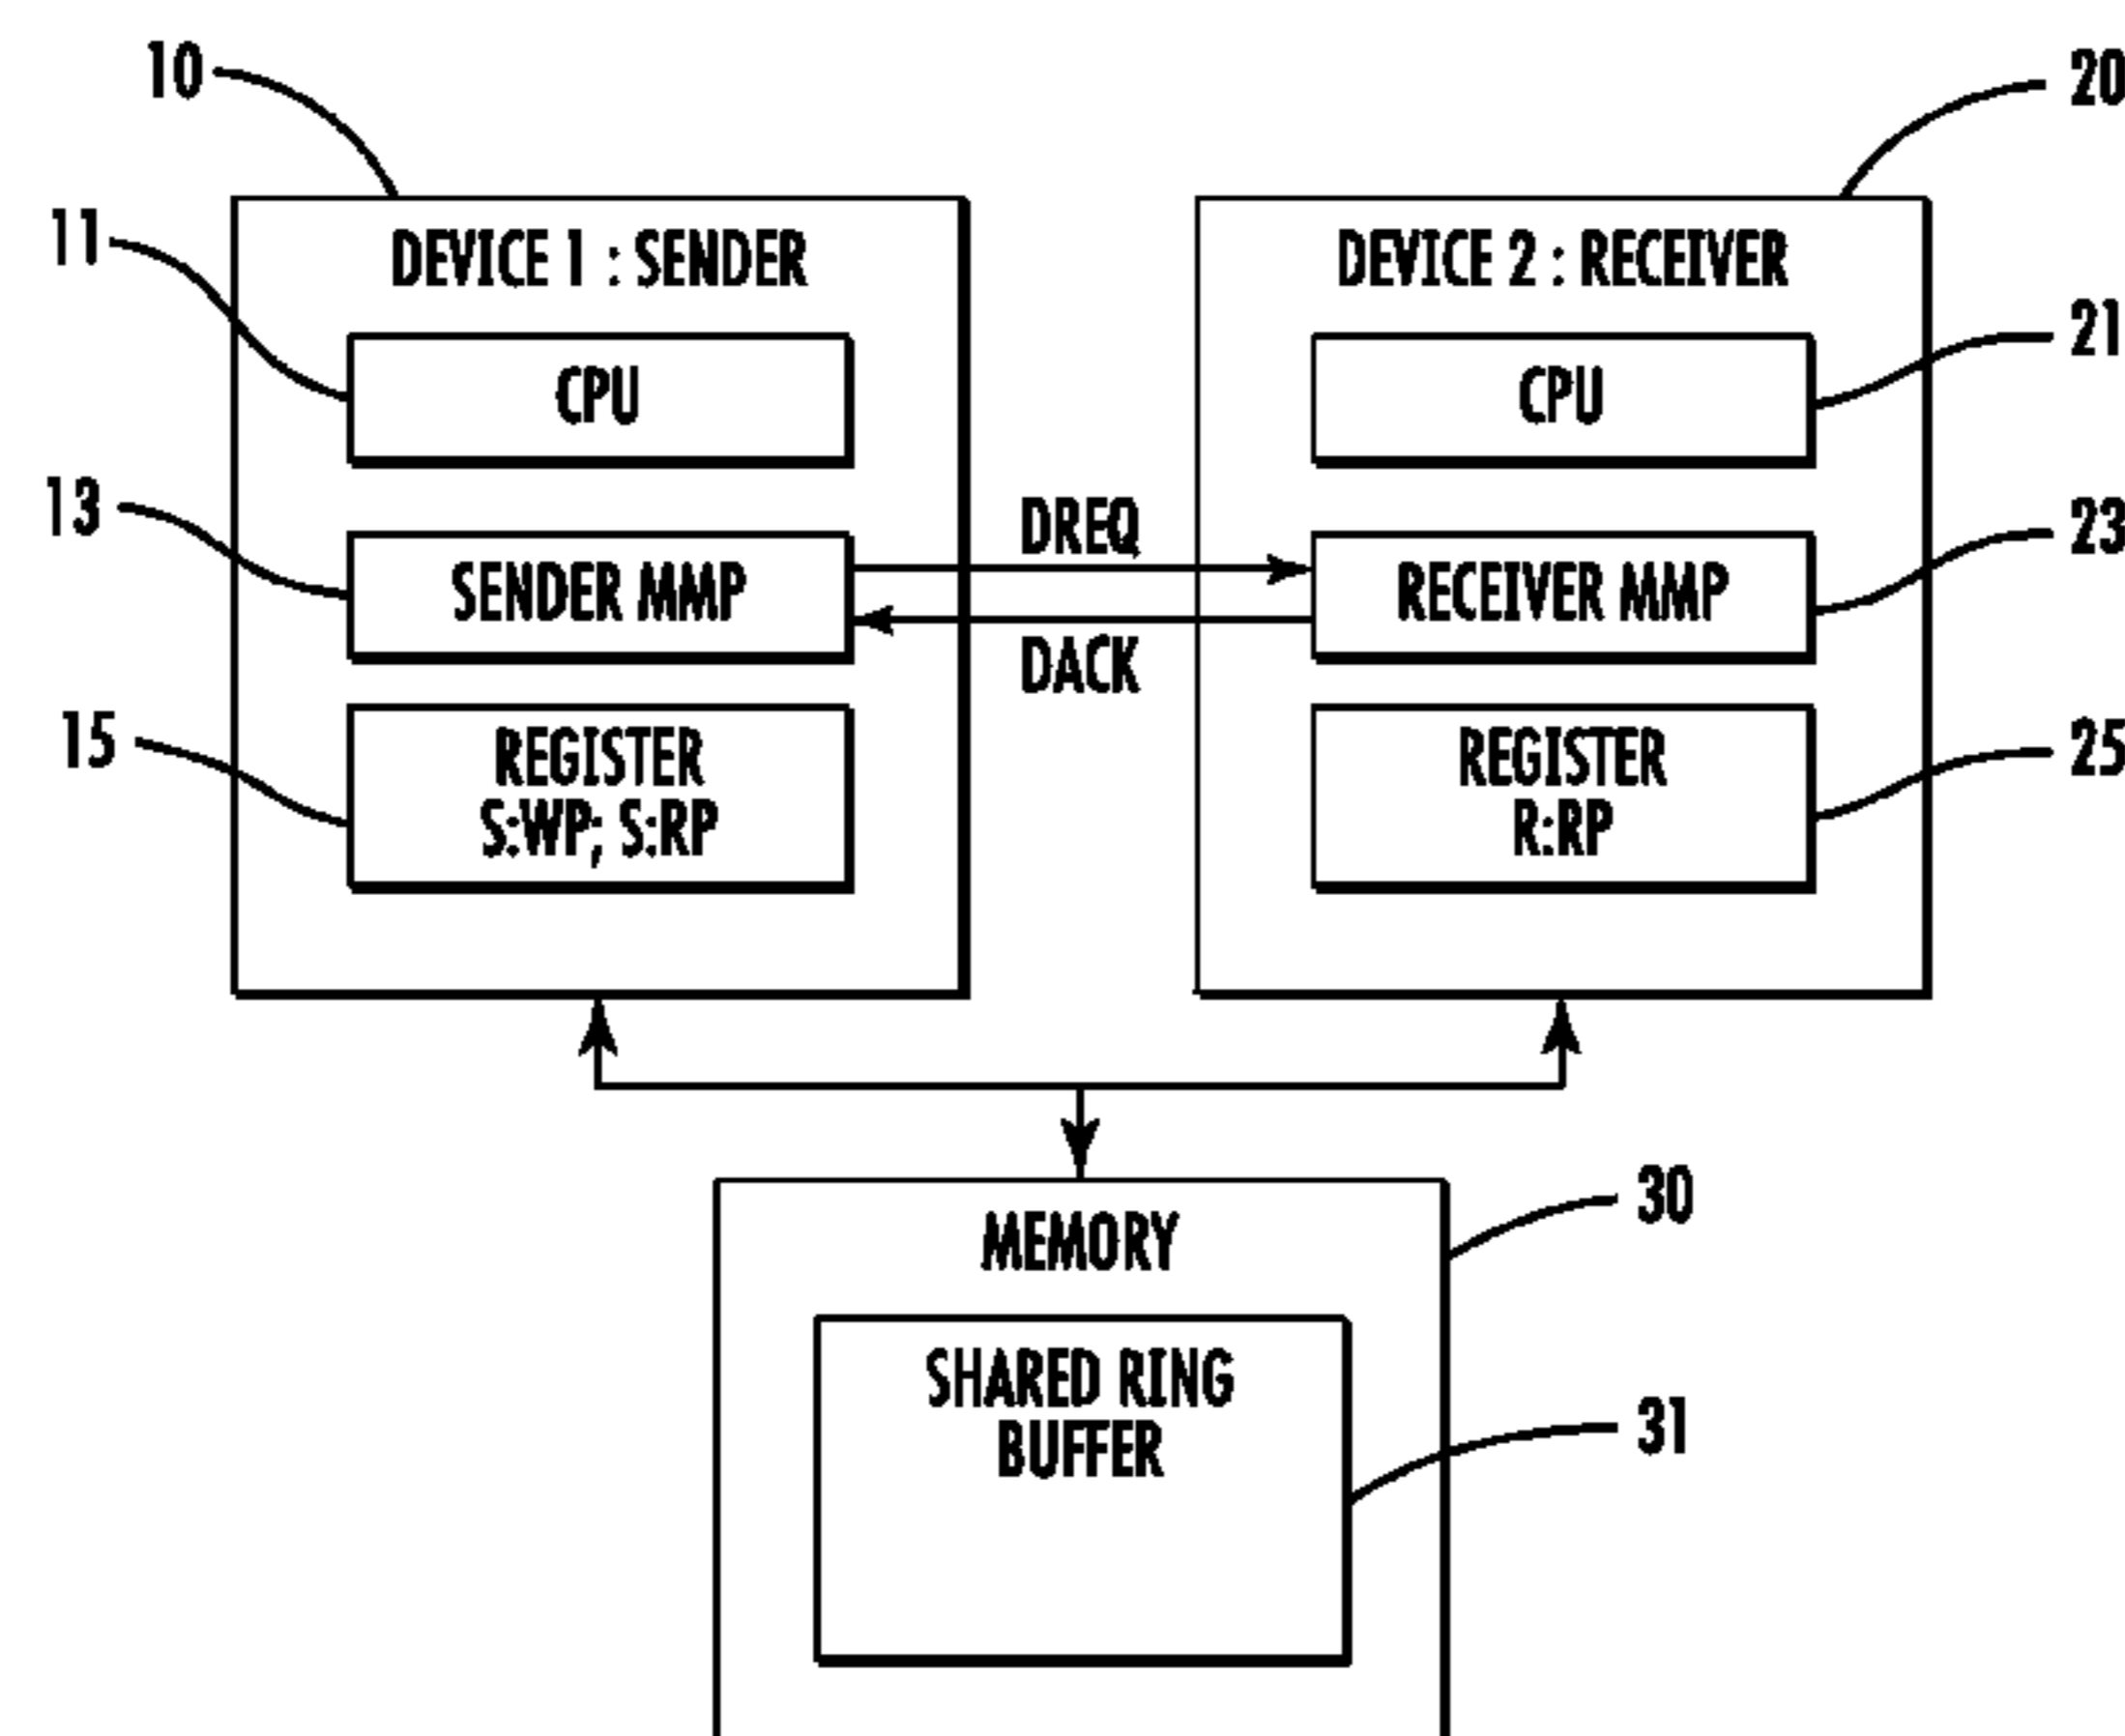 10
20
11
DEVICE 1 : SENDER
DEVICE 2 : RECEIVER
21
CPU
CPU
13
DREQ
23
SENDER MMP
RECEIVER MMP
DACK
15
REGISTER
S:WP; S:RP
REGISTER
R:RP
25
30
MEMORY
SHARED RING
BUFFER
31